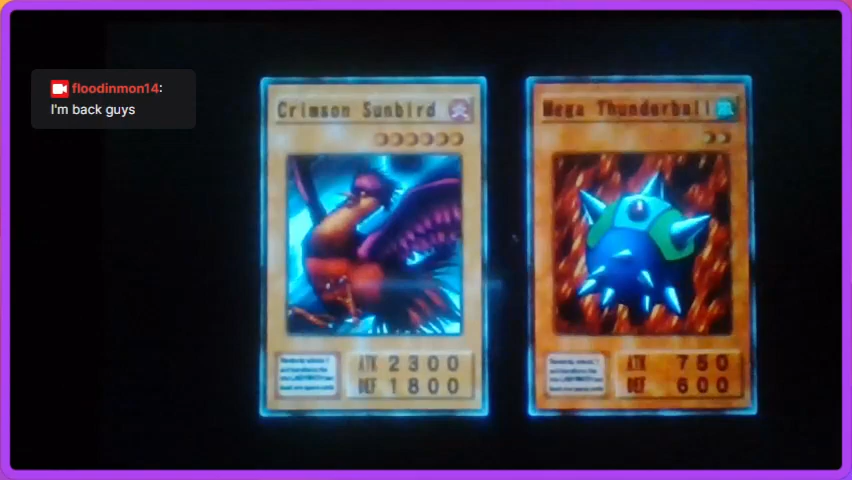 floodinmon14:
I'm back guys
Crimson Sunbird
ATK 2300
DEF 1800
Mega Thunderball
ATK 750
DEF 600